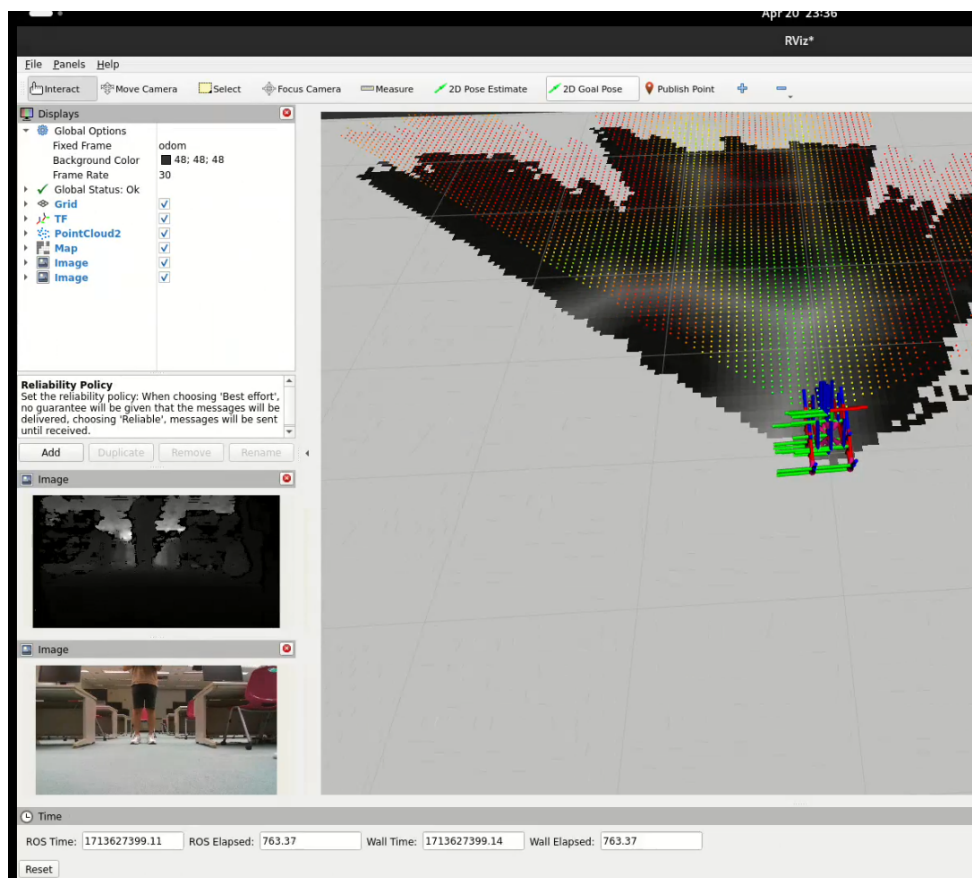 Apr 20 23:36
RViz*
File Panels Help
Interact Move Camera Select Focus Camera Measure 2D Pose Estimate 2D Goal Pose Publish Point
Displays
Global Options
Fixed Frame odom
Background Color 48; 48; 48
Frame Rate 30
Global Status: Ok
Grid
TF
PointCloud2
Map
Image
Image
Reliability Policy
Set the reliability policy: When choosing 'Best effort',
no guarantee will be given that the messages will be
delivered, choosing 'Reliable', messages will be sent
until received.
Add Duplicate Remove Rename
Image
Image
Time
ROS Time: 1713627399.11 ROS Elapsed: 763.37 Wall Time: 1713627399.14 Wall Elapsed: 763.37
Reset